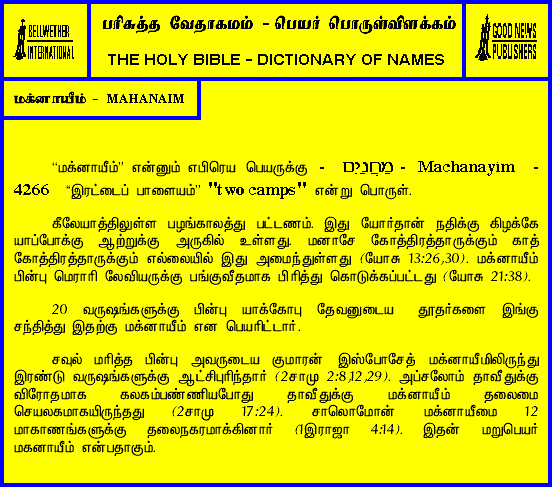 BELLWETHER
INTERNATIONAL
பரிசுத்த வேதாகமம் - பெயர் பொருள்விளக்கம்
THE HOLY BIBLE - DICTIONARY OF NAMES
GOOD NEWS
PUBLISHERS
மக்னாயீம் - MAHANAIM
“மக்னாயீம்” என்னும் எபிரெய பெயருக்கு - מַחֲנַיִם - Machanayim -
4266 “இரட்டைப் பாளையம்” "two camps" என்று பொருள்.
கீலேயாத்திலுள்ள பழங்காலத்து பட்டணம். இது யோர்தான் நதிக்கு கிழக்கே
யாப்போக்கு ஆற்றுக்கு அருகில் உள்ளது. மனாசே கோத்திரத்தாருக்கும் காத்
கோத்திரத்தாருக்கும் எல்லையில் இது அமைந்துள்ளது (யோசு 13:26,30). மக்னாயீம்
பின்பு மெராரி லேவியருக்கு பங்குவீதமாக பிரித்து கொடுக்கப்பட்டது (யோசு 21:38).
20 வருஷங்களுக்கு பின்பு யாக்கோபு தேவனுடைய தூதர்களை இங்கு
சந்தித்து இதற்கு மக்னாயீம் என பெயரிட்டார்.
சவுல் மரித்த பின்பு அவருடைய குமாரன் இஸ்போசேத் மக்னாயீமிலிருந்து
இரண்டு வருஷங்களுக்கு ஆட்சிபுரிந்தார் (2சாமு 2:8,12,29). அப்சலோம் தாவீதுக்கு
விரோதமாக கலகம்பண்ணியபோது தாவீதுக்கு மக்னாயீம் தலைமை
செயலகமாகயிருந்தது (2சாமு 17:24). சாலொமோன் மக்னாயீமை 12
மாகாணங்களுக்கு தலைநகரமாக்கினார் (1இராஜா 4:14). இதன் மறுபெயர்
மகனாயீம் என்பதாகும்.